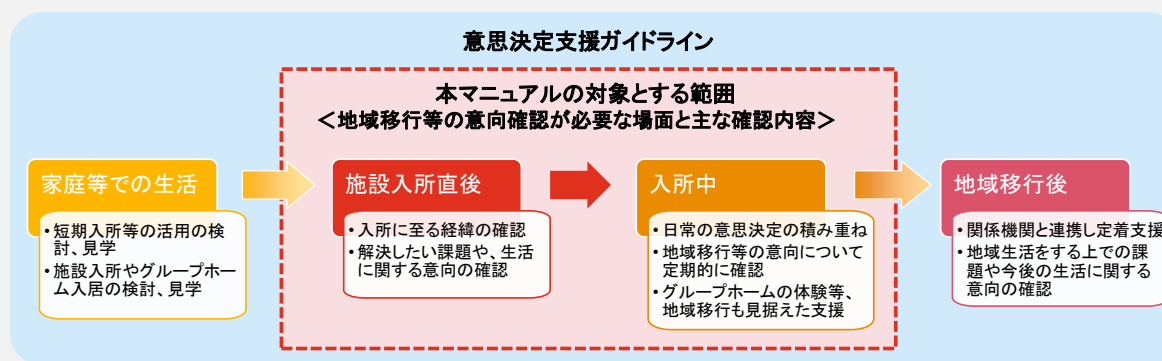 意思決定支援ガイドライン
本マニュアルの対象とする範囲
＜地域移行等の意向確認が必要な場面と主な確認内容＞
家庭等での生活
・短期入所等の活用の検
討、見学
・施設入所やグループホー
ム入居の検討、見学
施設入所直後
・入所に至る経緯の確認
・解決したい課題や、生活
に関する意向の確認
入所中
・日常の意思決定の積み重ね
・地域移行等の意向について
定期的に確認
・グループホームの体験等、
地域移行も見据えた支援
地域移行後
・関係機関と連携し定着支援
・地域生活をする上での課
題や今後の生活に関する
意向の確認